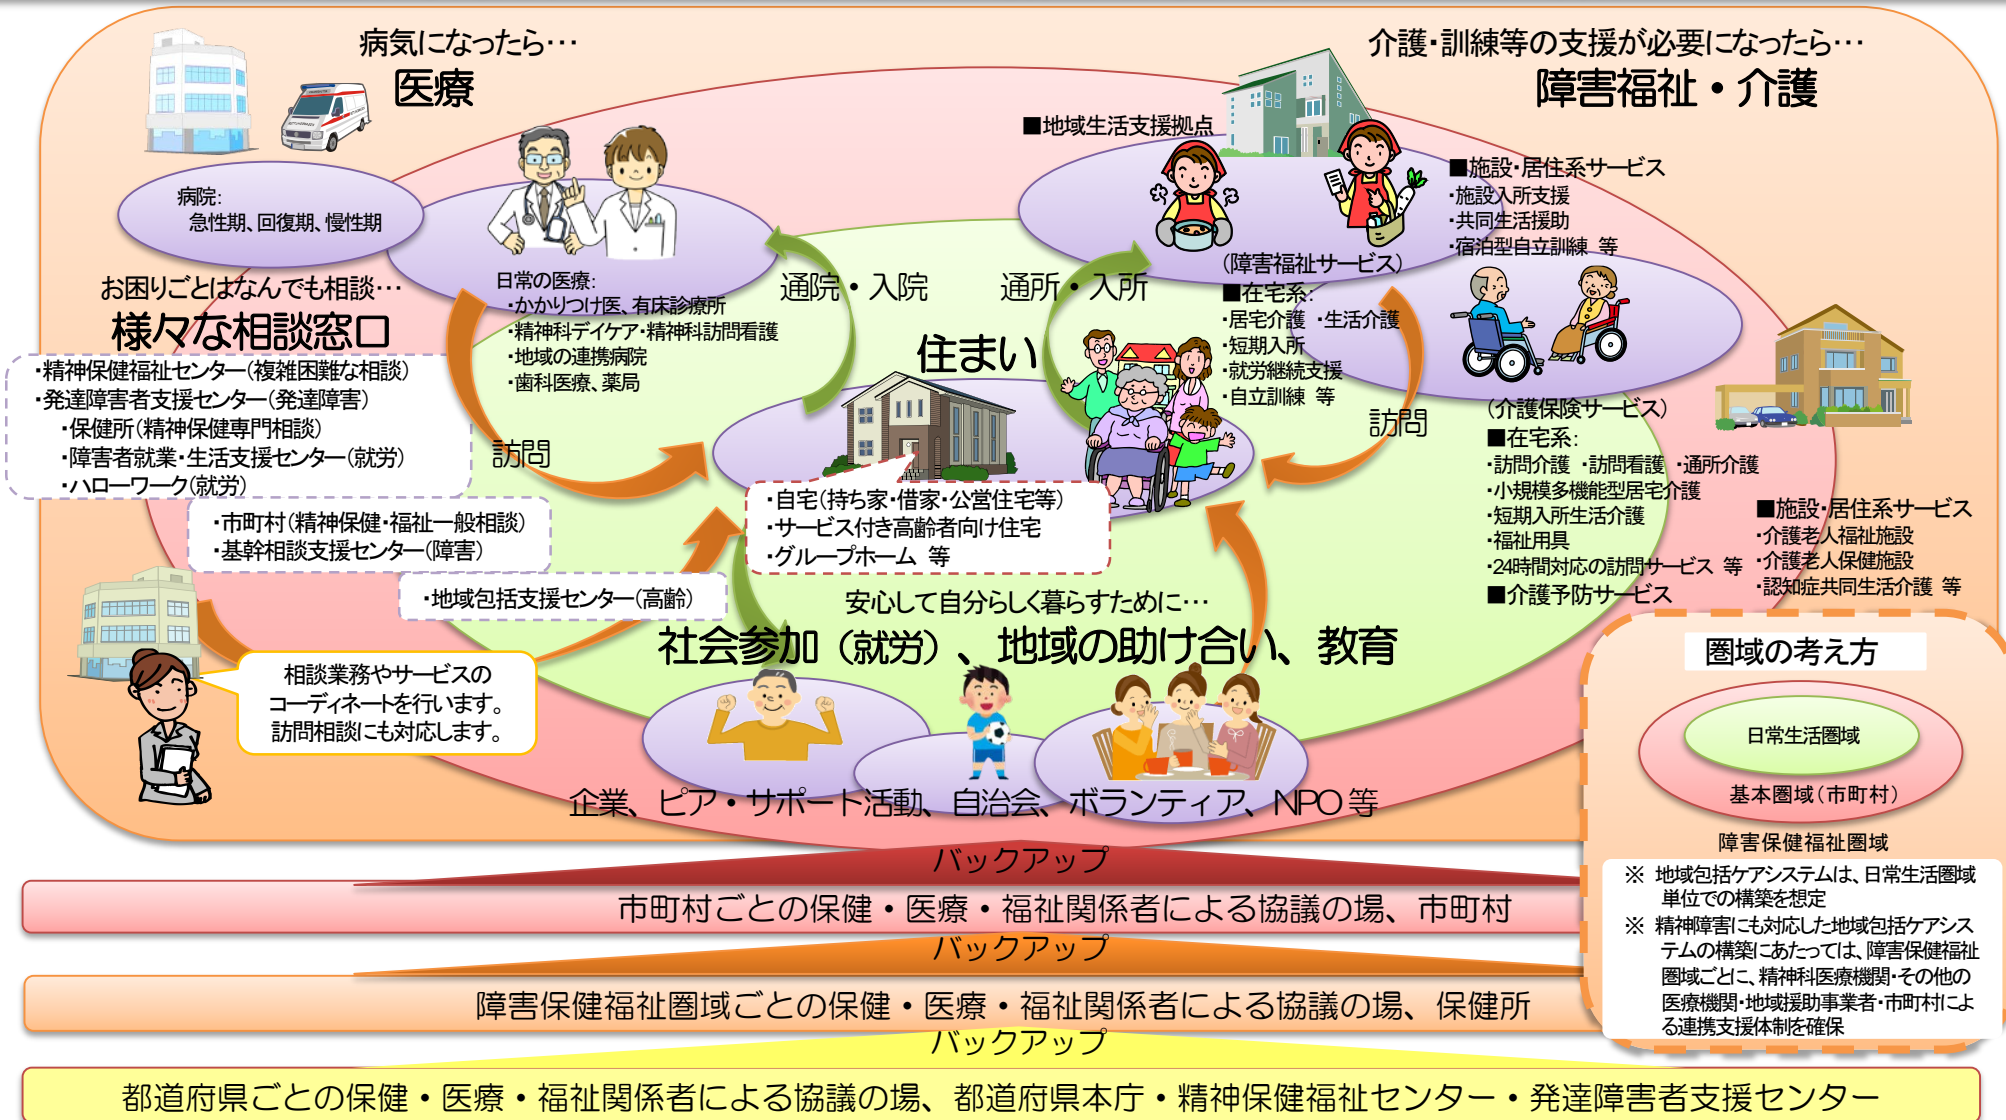 病気になったら…
医療
病院:
急性期、回復期、慢性期
日常の医療:
・かかりつけ医、有床診療所
・精神科デイケア・精神科訪問看護
・地域の連携病院
・歯科医療、薬局
通院・入院
訪問
お困りごとはなんでも相談…
様々な相談窓口
・精神保健福祉センター(複雑困難な相談)
・発達障害者支援センター(発達障害)
・保健所(精神保健専門相談)
・障害者就業・生活支援センター(就労)
・ハローワーク(就労)
・市町村(精神保健・福祉一般相談)
・基幹相談支援センター(障害)
・地域包括支援センター(高齢)
相談業務やサービスの
コーディネートを行います。
訪問相談にも対応します。
住まい
・自宅(持ち家・借家・公営住宅等)
・サービス付き高齢者向け住宅
・グループホーム 等
介護・訓練等の支援が必要になったら…
障害福祉・介護
■地域生活支援拠点
■施設・居住系サービス
・施設入所支援
・共同生活援助
・宿泊型自立訓練 等
通所・入所
(障害福祉サービス)
■在宅系:
・居宅介護 ・生活介護
・短期入所
・就労継続支援
・自立訓練 等
訪問
(介護保険サービス)
■在宅系:
・訪問介護 ・訪問看護 ・通所介護
・小規模多機能型居宅介護
・短期入所生活介護
・福祉用具
・24時間対応の訪問サービス 等
■介護予防サービス
■施設・居住系サービス
・介護老人福祉施設
・介護老人保健施設
・認知症共同生活介護 等
安心して自分らしく暮らすために…
社会参加（就労）、地域の助け合い、教育
企業、ピア・サポート活動、自治会、ボランティア、NPO等
圏域の考え方
日常生活圏域
基本圏域(市町村)
障害保健福祉圏域
※ 地域包括ケアシステムは、日常生活圏域
単位での構築を想定
※ 精神障害にも対応した地域包括ケアシス
テムの構築にあたっては、障害保健福祉
圏域ごとに、精神科医療機関・その他の
医療機関・地域援助事業者・市町村によ
る連携支援体制を確保
バックアップ
市町村ごとの保健・医療・福祉関係者による協議の場、市町村
バックアップ
障害保健福祉圏域ごとの保健・医療・福祉関係者による協議の場、保健所
バックアップ
都道府県ごとの保健・医療・福祉関係者による協議の場、都道府県本庁・精神保健福祉センター・発達障害者支援センター